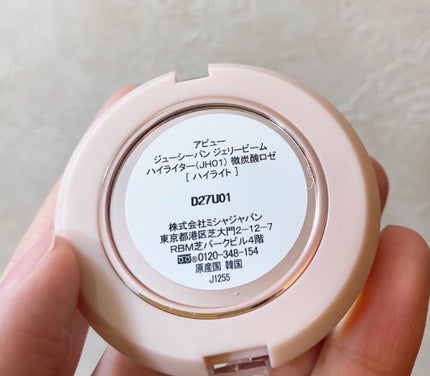 アピュー
ジューシーパン ジェリービーム
ハイライター(JH01) 微炭酸ロゼ
[ ハイライト ]
D27U01
株式会社ミシャジャパン
東京都港区芝大門2-12-7
RBM芝パークビル4階
0120-348-154
原産国 韓国
J1255